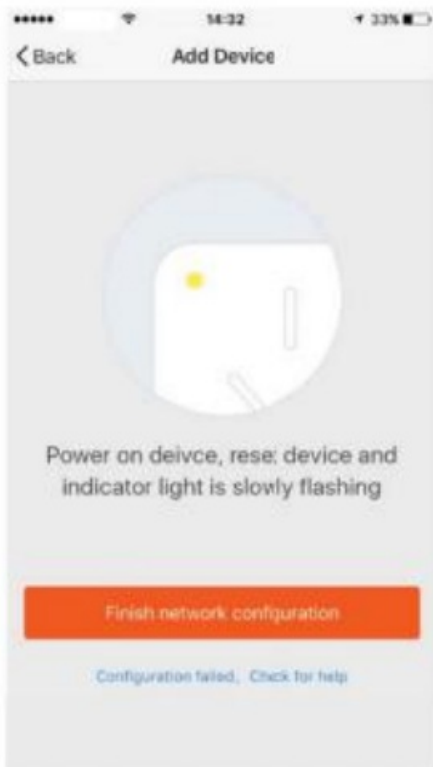 14:32
33%
Back
Add Device
Power on deivce, rese: device and
indicator light is slowly flashing
Finish network configuration
Configuration failed, Check for help